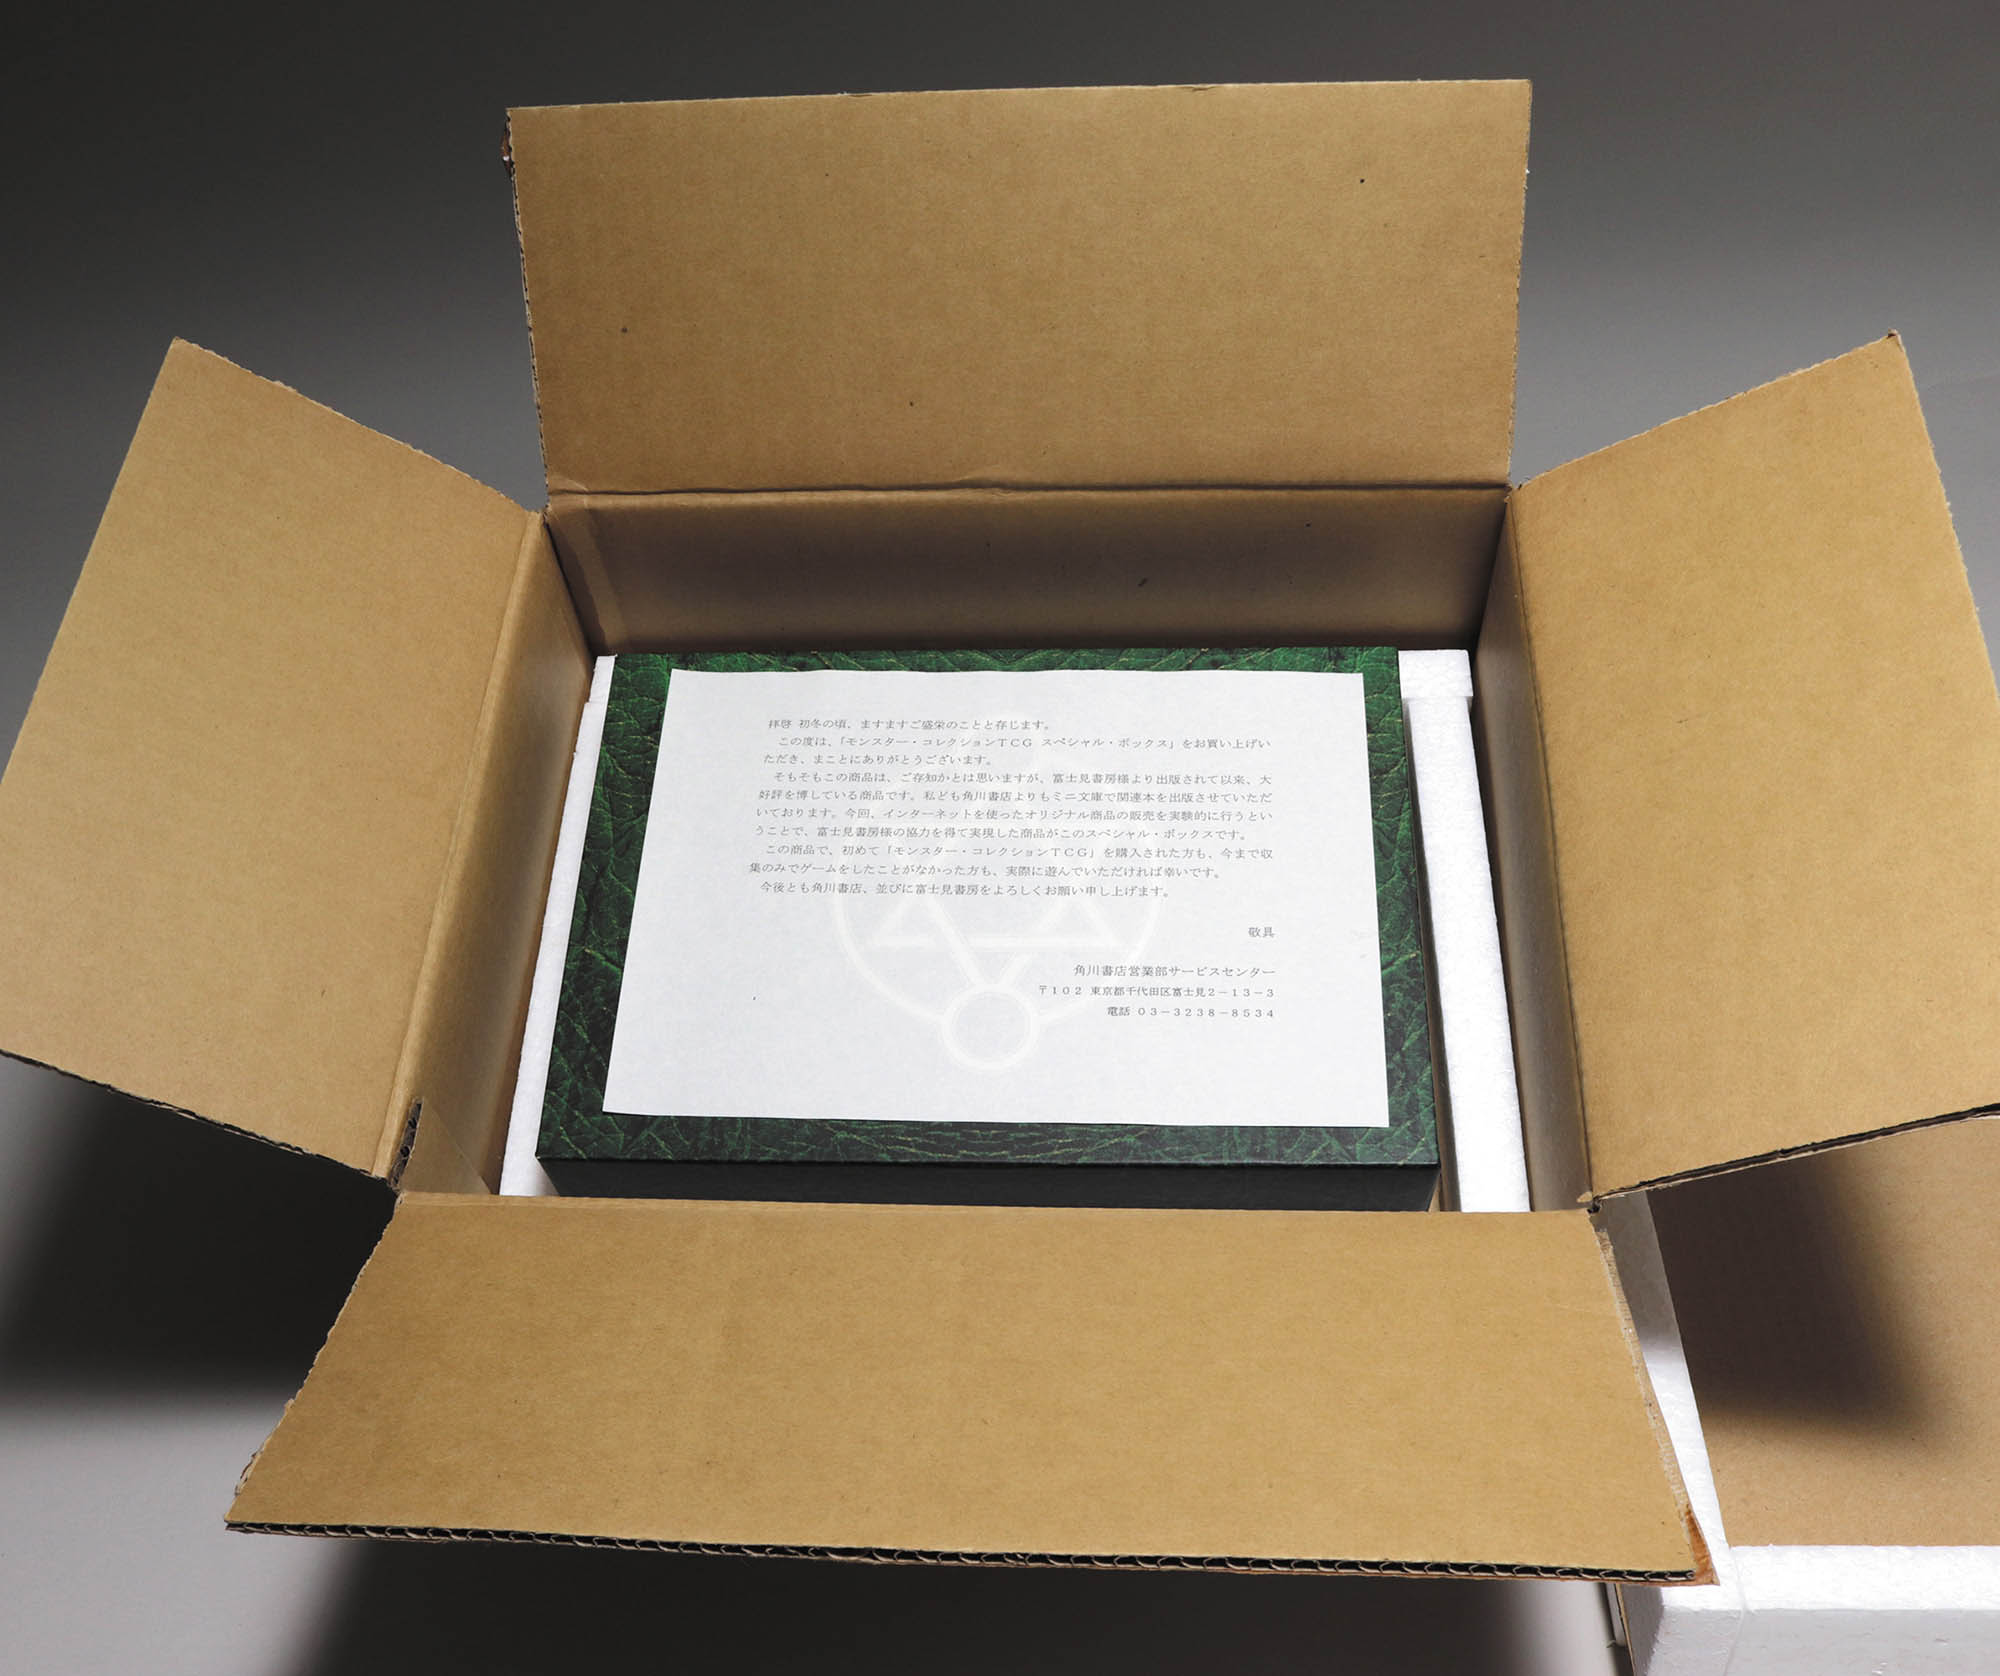 拝啓 初冬の頃、ますますご盛栄のことと存じます。
この度は、「モンスター・コレクションＴＣＧ スペシャル・ボックス」をお買い上げい
ただき、まことにありがとうございます。
そもそもこの商品は、ご存知かとは思いますが、富士見書房様より出版されて以来、大
好評を博している商品です。私ども角川書店よりもミニ文庫で関連本を出版させていただ
いております。今回、インターネットを使ったオリジナル商品の販売を実験的に行うとい
うことで、富士見書房様の協力を得て実現した商品がこのスペシャル・ボックスです。
この商品で、初めて「モンスター・コレクションＴＣＧ」を購入された方も、今まで収
集のみでゲームをしたことがなかった方も、実際に遊んでいただければ幸いです。
今後とも角川書店、並びに富士見書房をよろしくお願い申し上げます。
敬具
角川書店営業部サービスセンター
〒１０２ 東京都千代田区富士見２－１３－３
電話 ０３－３２３８－８５３４